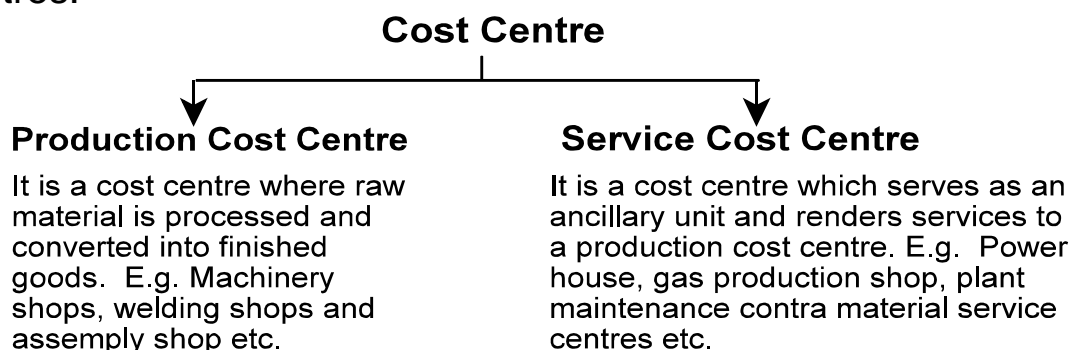 Cost Centre
Production Cost Centre
It is a cost centre where raw
material is processed and
converted into finished
goods. E.g. Machinery
shops, welding shops and
assemply shop etc.
Service Cost Centre
It is a cost centre which serves as an
ancillary unit and renders services to
a production cost centre. E.g. Power
house, gas production shop, plant
maintenance contra material service
centres etc.